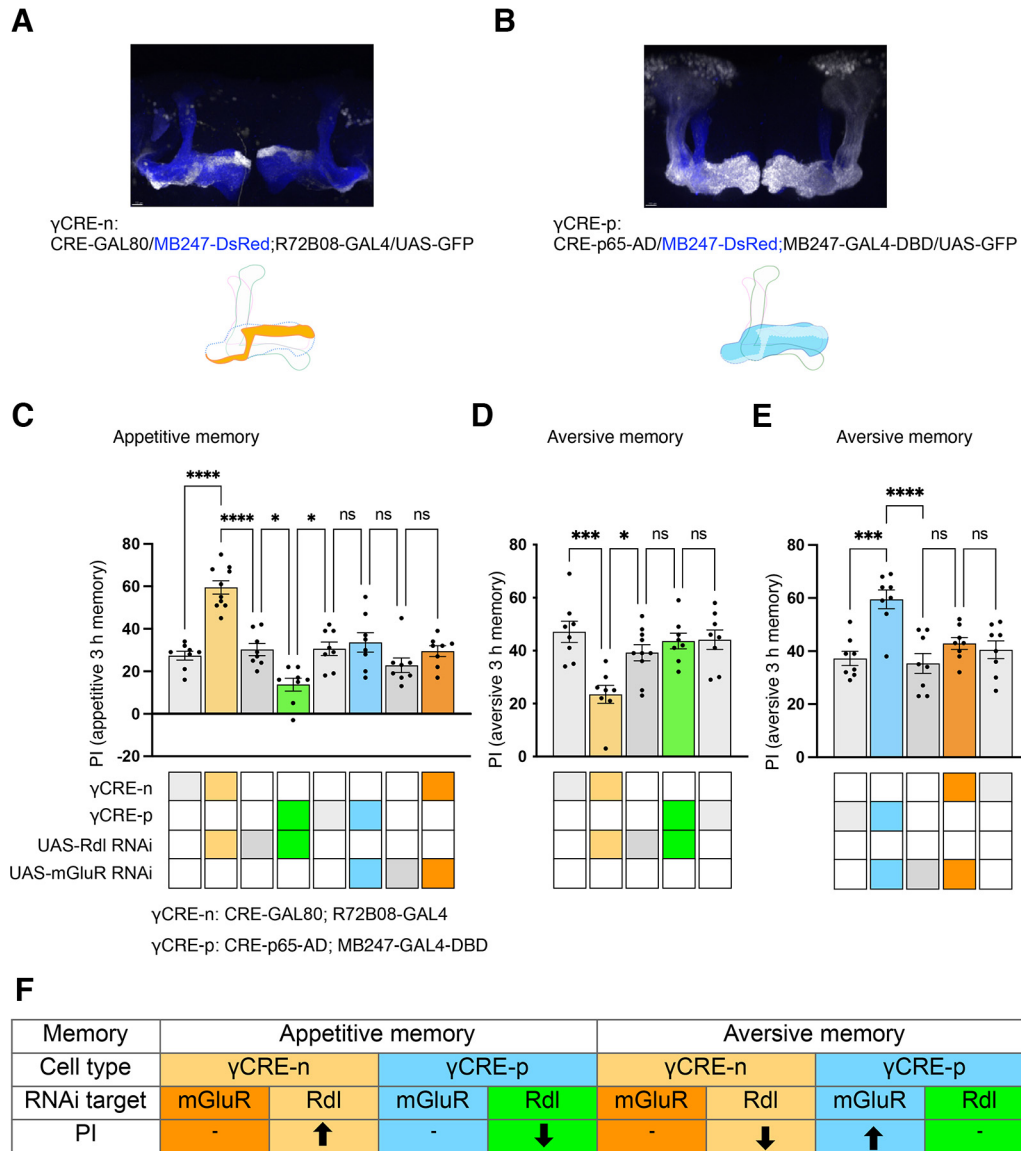 A
B
γCRE-n:
CRE-GAL80/MB247-DsRed;R72B08-GAL4/UAS-GFP
γCRE-p:
CRE-p65-AD/MB247-DsRed;MB247-GAL4-DBD/UAS-GFP
C
Appetitive memory
PI (appetitive 3 h memory)
80
60
40
20
0
-20
**** **** * * ns ns ns
γCRE-n
γCRE-p
UAS-Rdl RNAi
UAS-mGluR RNAi
γCRE-n: CRE-GAL80; R72B08-GAL4
γCRE-p: CRE-p65-AD; MB247-GAL4-DBD
D
Aversive memory
PI (aversive 3 h memory)
80
60
40
20
0
*** * ns ns
E
Aversive memory
PI (aversive 3 h memory)
80
60
40
20
0
*** **** ns ns
F
Memory Appetitive memory Aversive memory
Cell type γCRE-n γCRE-p γCRE-n γCRE-p
RNAi target mGluR Rdl mGluR Rdl mGluR Rdl mGluR Rdl
PI - ↑ - ↓ - ↓ ↑ -